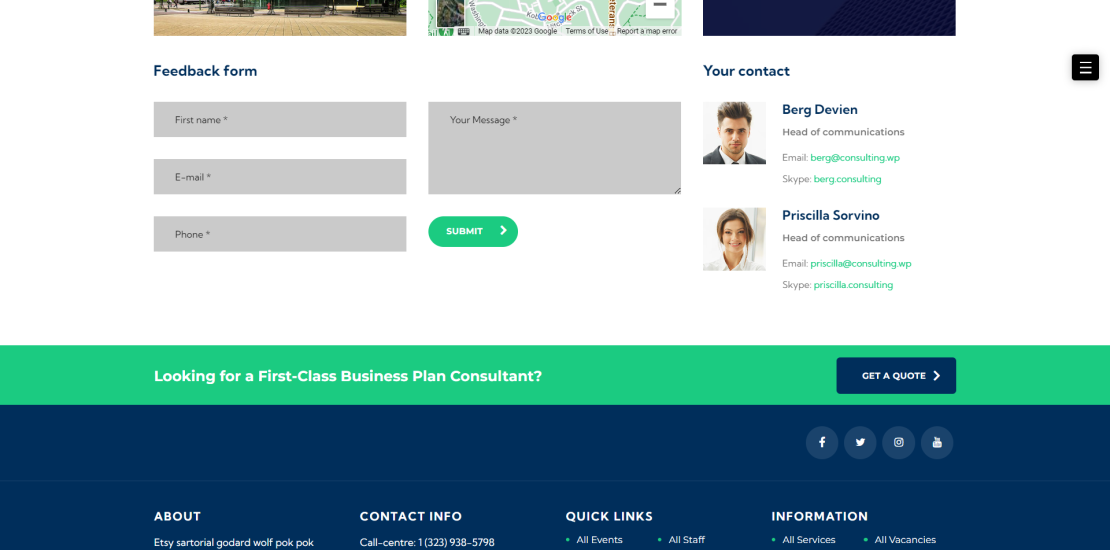 Google
Map data ©2023 Google
Terms of Use
Report a map error
Feedback form
Your contact
First name *
E-mail *
Phone *
Your Message *
SUBMIT
Berg Devien
Head of communications
Email: berg@consulting.wp
Skype: berg.consulting
Priscilla Sorvino
Head of communications
Email: priscilla@consulting.wp
Skype: priscilla.consulting
Looking for a First-Class Business Plan Consultant?
GET A QUOTE
ABOUT
Etsy sartorial godard wolf pok pok
CONTACT INFO
Call-centre: 1 (323) 938-5798
QUICK LINKS
All Events
All Staff
INFORMATION
All Services
All Vacancies